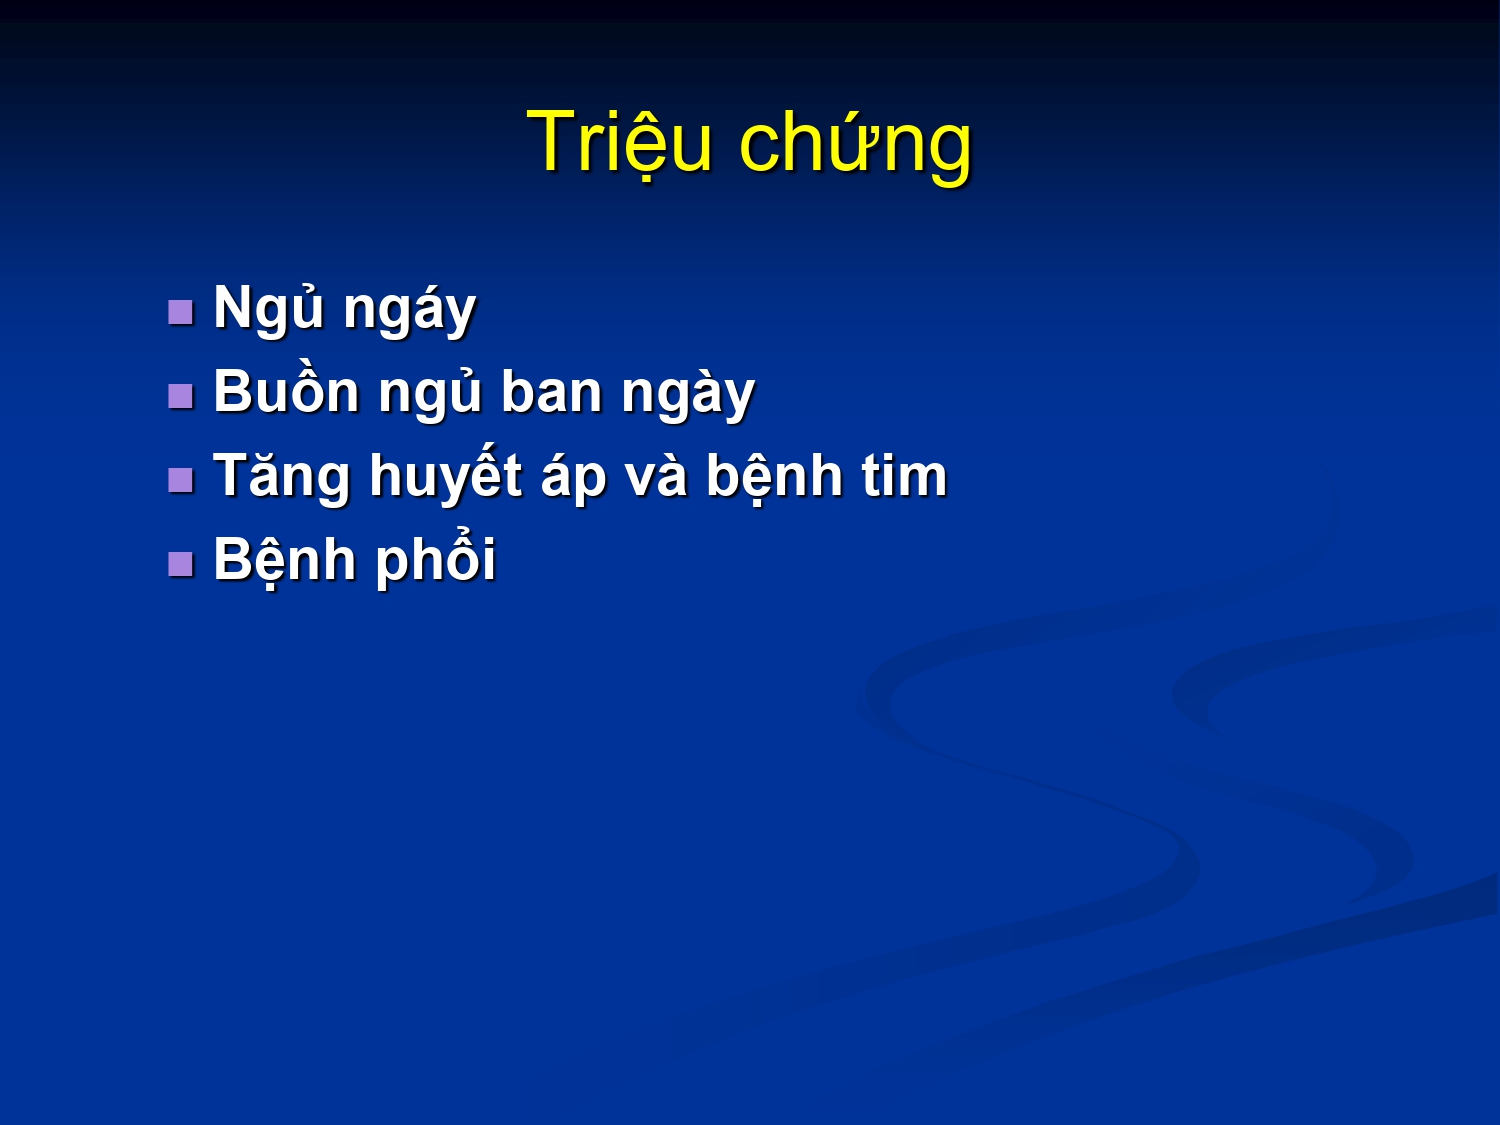 Triệu chứng
Ngủ ngáy
Buồn ngủ ban ngày
Tăng huyết áp và bệnh tim
Bệnh phổi